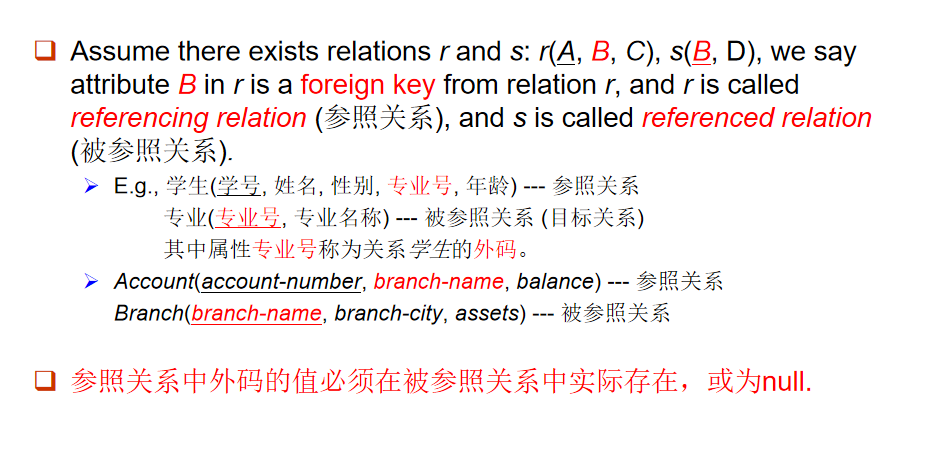 Assume there exists relations r and s: r(A, B, C), s(B, D), we say
attribute B in r is a foreign key from relation r, and r is called
referencing relation (参照关系), and s is called referenced relation
(被参照关系).
E.g., 学生(学号, 姓名, 性别, 专业号, 年龄) --- 参照关系
专业(专业号, 专业名称) --- 被参照关系 (目标关系)
其中属性专业号称为关系学生的外码。
Account(account-number, branch-name, balance) --- 参照关系
Branch(branch-name, branch-city, assets) --- 被参照关系
参照关系中外码的值必须在被参照关系中实际存在，或为null.